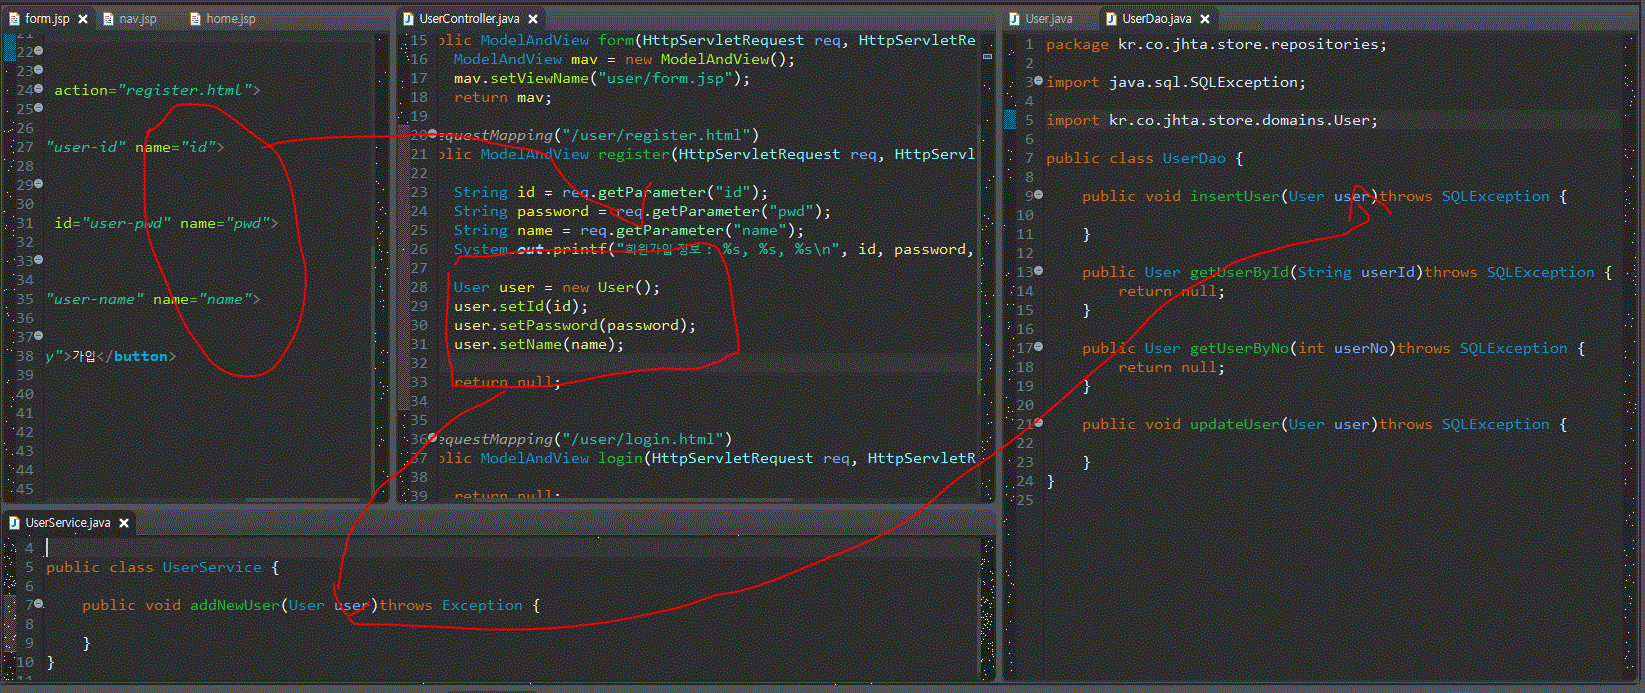 form.jsp
nav.jsp
home.jsp
21
22
23
24 action="register.html">
25
26
27 "user-id" name="id">
28
29
30
31 id="user-pwd" name="pwd">
32
33
34
35 "user-name" name="name">
36
37
38 y">가입</button>
39
40
41
42
43
44
45
UserController.java
15 olic ModelAndView form(HttpServletRequest req, HttpServletRe
16 ModelAndView mav = new ModelAndView();
17 mav.setViewName("user/form.jsp");
18 return mav;
19
20 equestMapping("/user/register.html")
21 olic ModelAndView register(HttpServletRequest req, HttpServl
22
23 String id = req.getParameter("id");
24 String password = req.getParameter("pwd");
25 String name = req.getParameter("name");
26 System.out.printf("회원가입 정보 : %s, %s, %s\n", id, password,
27
28 User user = new User();
29 user.setId(id);
30 user.setPassword(password);
31 user.setName(name);
32
33 return null;
34
35
36 equestMapping("/user/login.html")
37 olic ModelAndView login(HttpServletRequest req, HttpServletR
38
39 return null;
UserService.java
4
5 public class UserService {
6
7 public void addNewUser(User user)throws Exception {
8
9 }
10 }
11
User.java
UserDao.java
1 package kr.co.jhta.store.repositories;
2
3 import java.sql.SQLException;
4
5 import kr.co.jhta.store.domains.User;
6
7 public class UserDao {
8
9 public void insertUser(User user)throws SQLException {
10
11 }
12
13 public User getUserById(String userId)throws SQLException {
14 return null;
15 }
16
17 public User getUserByNo(int userNo)throws SQLException {
18 return null;
19 }
20
21 public void updateUser(User user)throws SQLException {
22
23 }
24 }
25